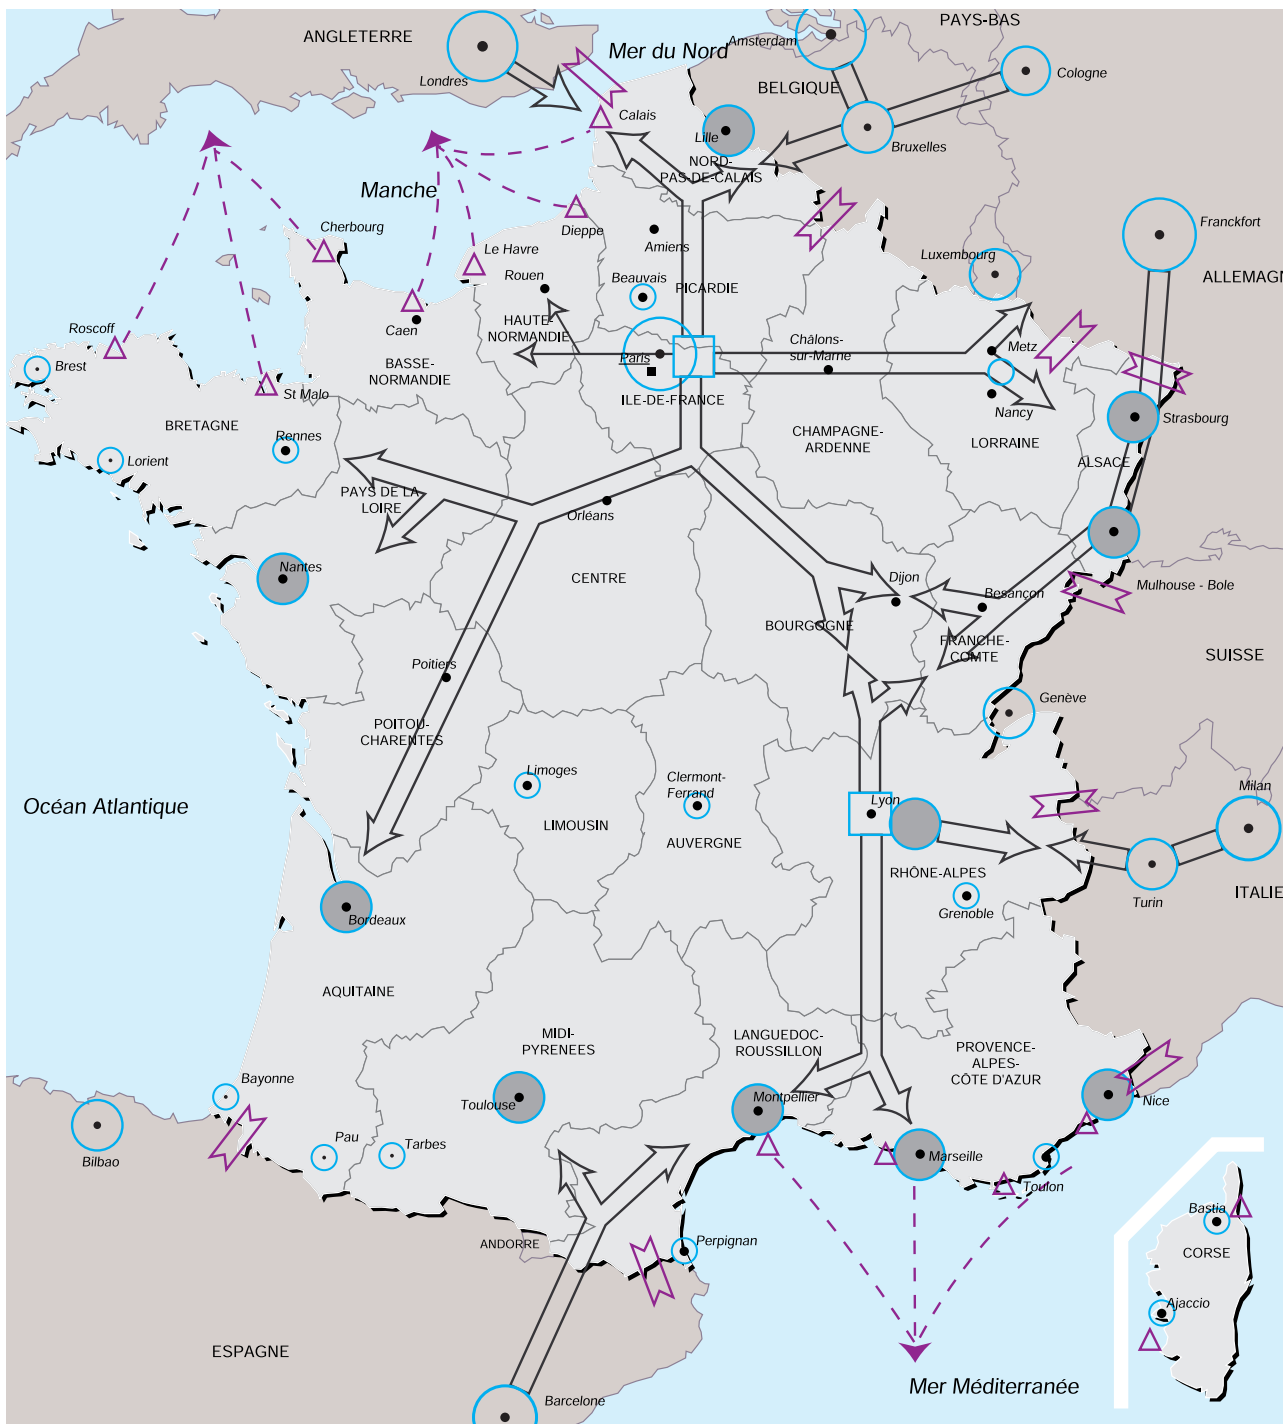 PAYS-BAS
ANGLETERRE
Mer du Nord
Amsterdam
Londres
BELGIQUE
Cologne
Calais
Lille
Bruxelles
NORD-
PAS-DE-CALAIS
Manche
Cherbourg
Dieppe
Amiens
Franckfort
Le Havre
Rouen
Beauvais
PICARDIE
Luxembourg
ALLEMAGN
Roscoff
Caen
HAUTE-
NORMANDIE
Paris
Châlons-
sur-Marne
Metz
Brest
BASSE-
NORMANDIE
St Malo
ILE-DE-FRANCE
Nancy
Strasbourg
BRETAGNE
Rennes
CHAMPAGNE-
ARDENNE
LORRAINE
ALSACE
Lorient
PAYS DE LA
LOIRE
Orléans
Nantes
CENTRE
Dijon
Besançon
Mulhouse - Bole
BOURGOGNE
FRANCHE-
COMTE
SUISSE
Poitiers
Genève
POITOU-
CHARENTES
Limoges
Clermont-
Ferrand
Lyon
Milan
Océan Atlantique
LIMOUSIN
AUVERGNE
RHÔNE-ALPES
Turin
ITALIE
Grenoble
Bordeaux
AQUITAINE
MIDI-
PYRENEES
LANGUEDOC-
ROUSSILLON
PROVENCE-
ALPES-
CÔTE D'AZUR
Bayonne
Toulouse
Montpellier
Nice
Bilbao
Pau
Tarbes
Marseille
Toulon
ANDORRE
Perpignan
Bastia
CORSE
Ajaccio
ESPAGNE
Barcelone
Mer Méditerranée